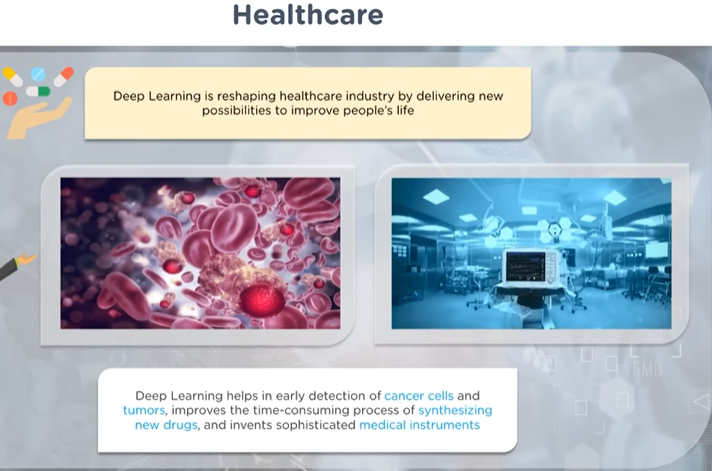 Healthcare
Deep Learning is reshaping healthcare industry by delivering new
possibilities to improve people's life
Deep Learning helps in early detection of cancer cells and
tumors, improves the time-consuming process of synthesizing
new drugs, and invents sophisticated medical instruments